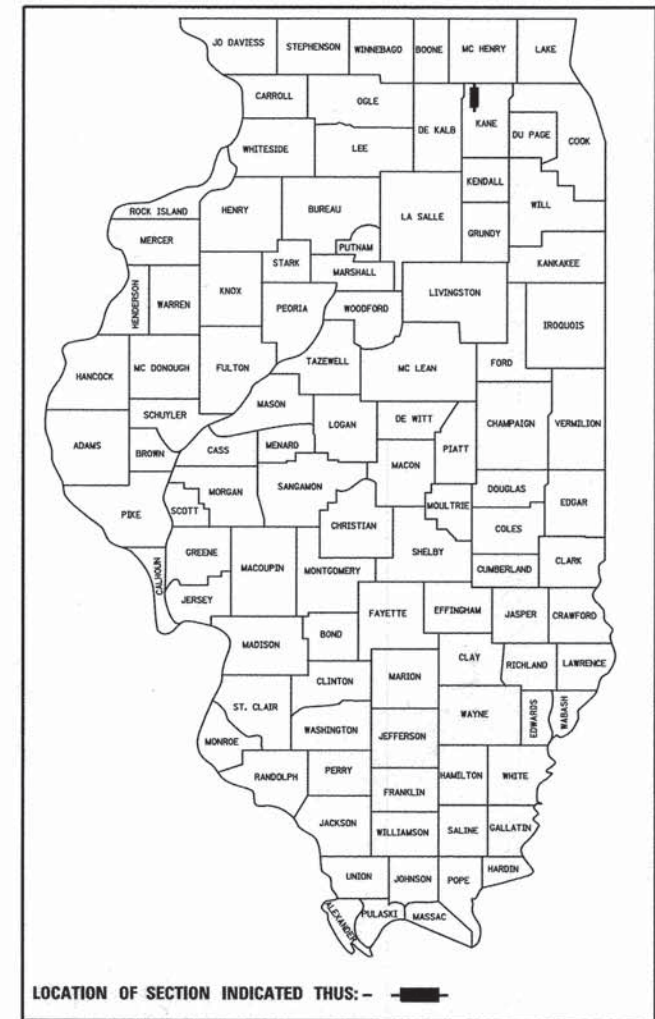 JO DAVIESS STEPHENSON WINNEBAGO BOONE MC HENRY LAKE
CARROLL OGLE DE KALB KANE DU PAGE COOK
WHITESIDE LEE
KENDALL
ROCK ISLAND HENRY BUREAU LA SALLE GRUNDY WILL
MERCER PUTNAM KANKAKEE
STARK MARSHALL
HENDERSON WARREN KNOX PEORIA WOODFORD LIVINGSTON IROQUOIS
HANCOCK MC DONOUGH FULTON TAZEWELL MC LEAN FORD
SCHUYLER MASON LOGAN DE WITT CHAMPAIGN VERMILION
ADAMS BROWN CASS MENARD MACON PIATT
PIKE SCOTT MORGAN SANGAMON CHRISTIAN MOULTRIE DOUGLAS EDGAR
COLES
CALHOUN GREENE MACOUPIN MONTGOMERY SHELBY CUMBERLAND CLARK
JERSEY FAYETTE EFFINGHAM JASPER CRAWFORD
MADISON BOND
CLINTON MARION CLAY RICHLAND LAWRENCE
ST. CLAIR WASHINGTON JEFFERSON WAYNE EDWARDS WABASH
MONROE
RANDOLPH PERRY FRANKLIN HAMILTON WHITE
JACKSON WILLIAMSON SALINE GALLATIN
UNION JOHNSON POPE HARDIN
ALEXANDER PULASKI MASSAC
LOCATION OF SECTION INDICATED THUS: -